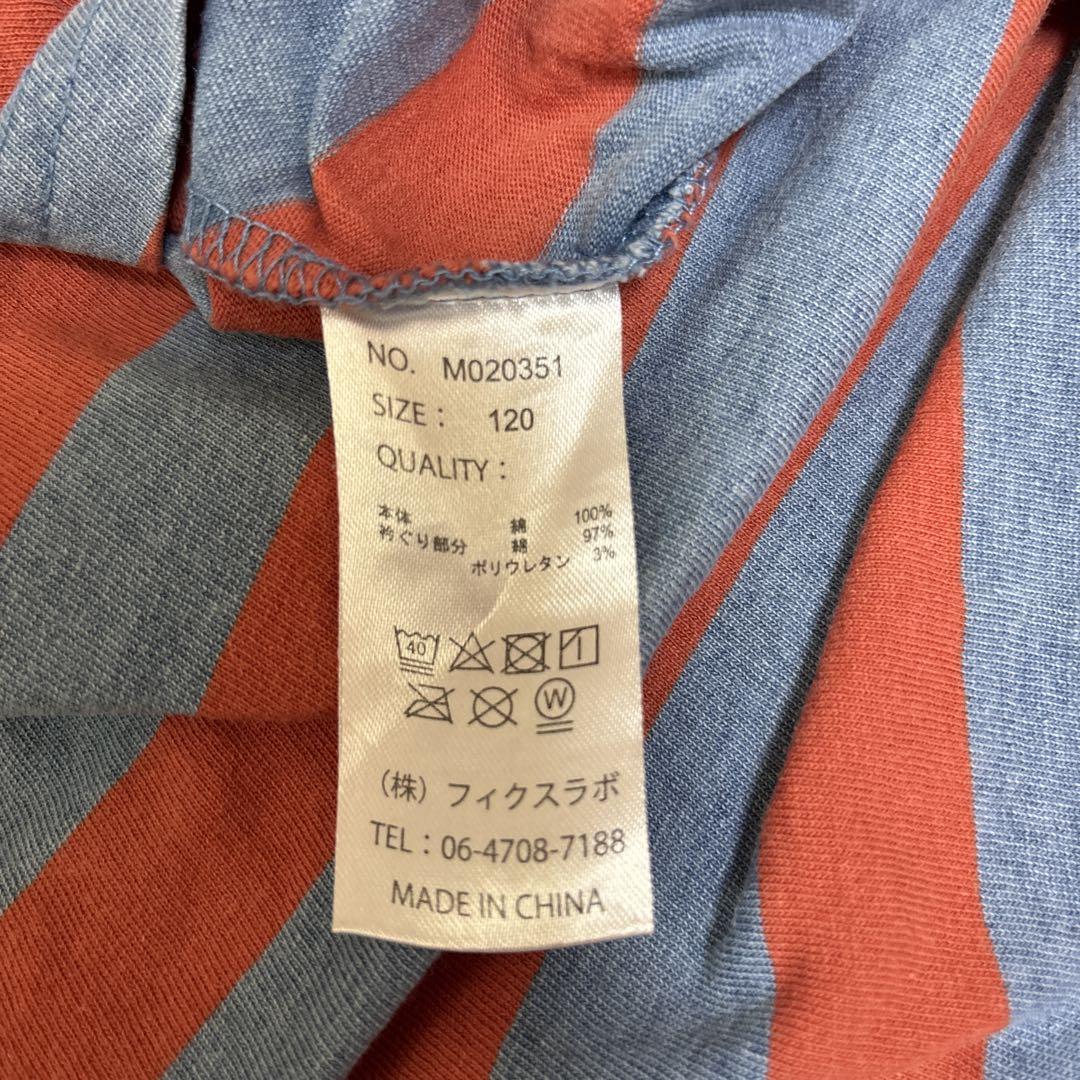 NO. M020351
SIZE： 120
QUALITY：
本体 綿 100%
衿ぐり部分 綿 97%
ポリウレタン 3%
40
W
（株）フィクスラボ
TEL：06-4708-7188
MADE IN CHINA